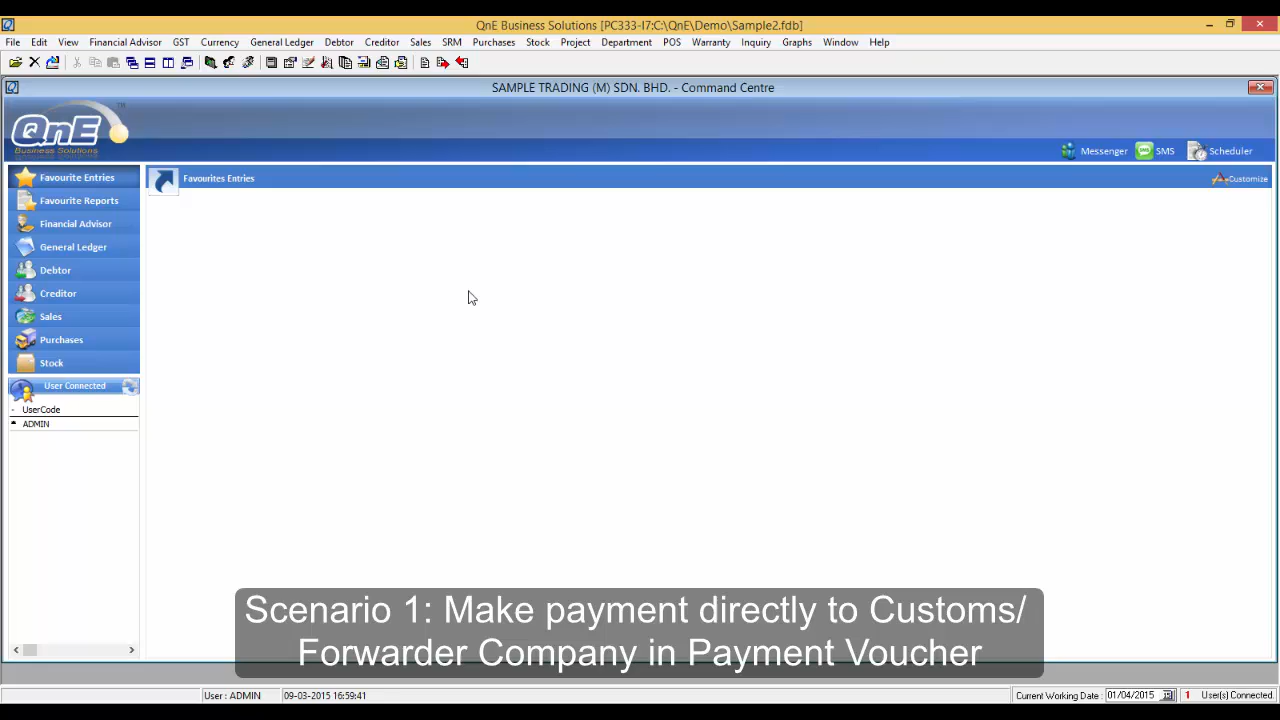 QnE Business Solutions [PC333-I7:C:\QnE\Demo\Sample2.fdb]
File Edit View Financial Advisor GST Currency General Ledger Debtor Creditor Sales SRM Purchases Stock Project Department POS Warranty Inquiry Graphs Window Help
SAMPLE TRADING (M) SDN. BHD. - Command Centre
QnE TM
Business Solutions
Messenger SMS Scheduler
Favourite Entries
Favourites Entries
Customize
Favourite Reports
Financial Advisor
General Ledger
Debtor
Creditor
Sales
Purchases
Stock
User Connected
UserCode
ADMIN
Scenario 1: Make payment directly to Customs/
Forwarder Company in Payment Voucher
User : ADMIN 09-03-2015 16:59:41 Current Working Date : 01/04/2015 1 User(s) Connected.